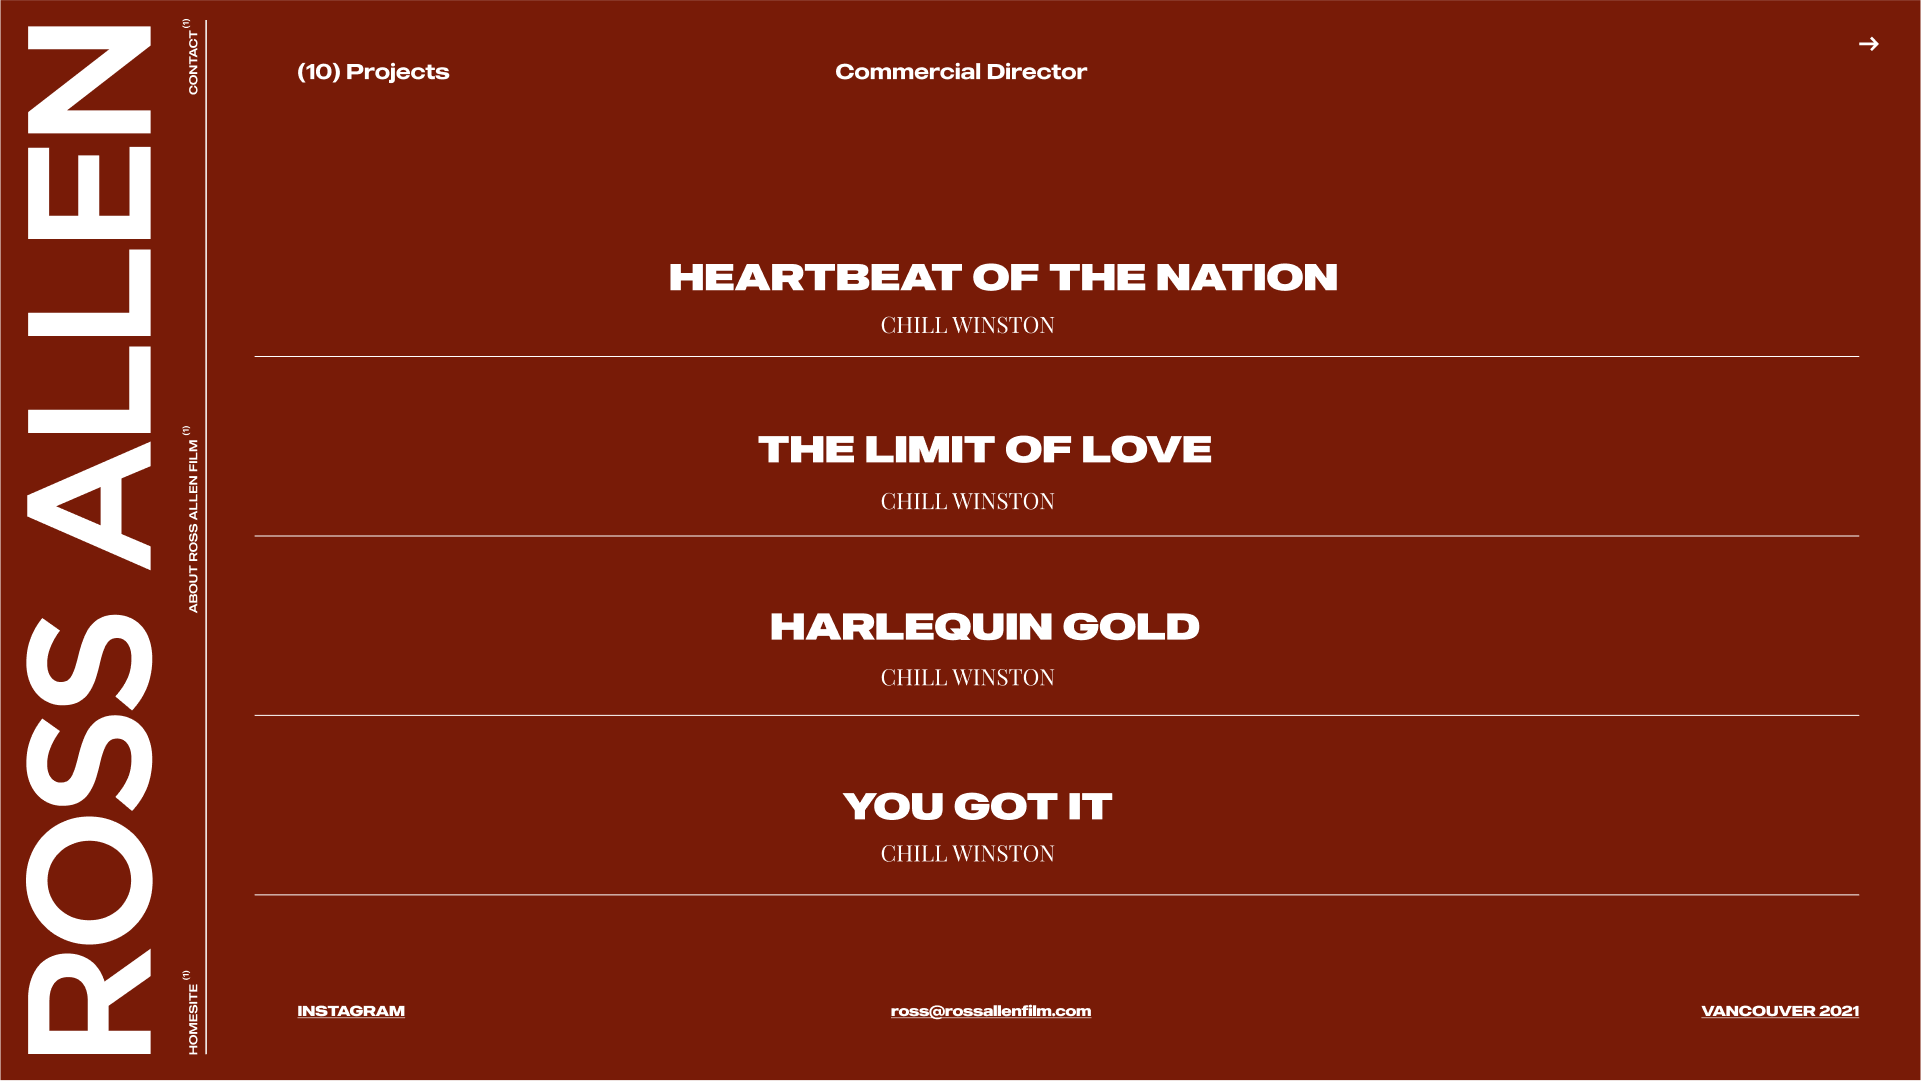 ROSS ALLEN
CONTACT (1)
ABOUT ROSS ALLEN FILM (1)
HOMESITE (1)
(10) Projects
Commercial Director
HEARTBEAT OF THE NATION
CHILL WINSTON
THE LIMIT OF LOVE
CHILL WINSTON
HARLEQUIN GOLD
CHILL WINSTON
YOU GOT IT
CHILL WINSTON
INSTAGRAM
ross@rossallenfilm.com
VANCOUVER 2021